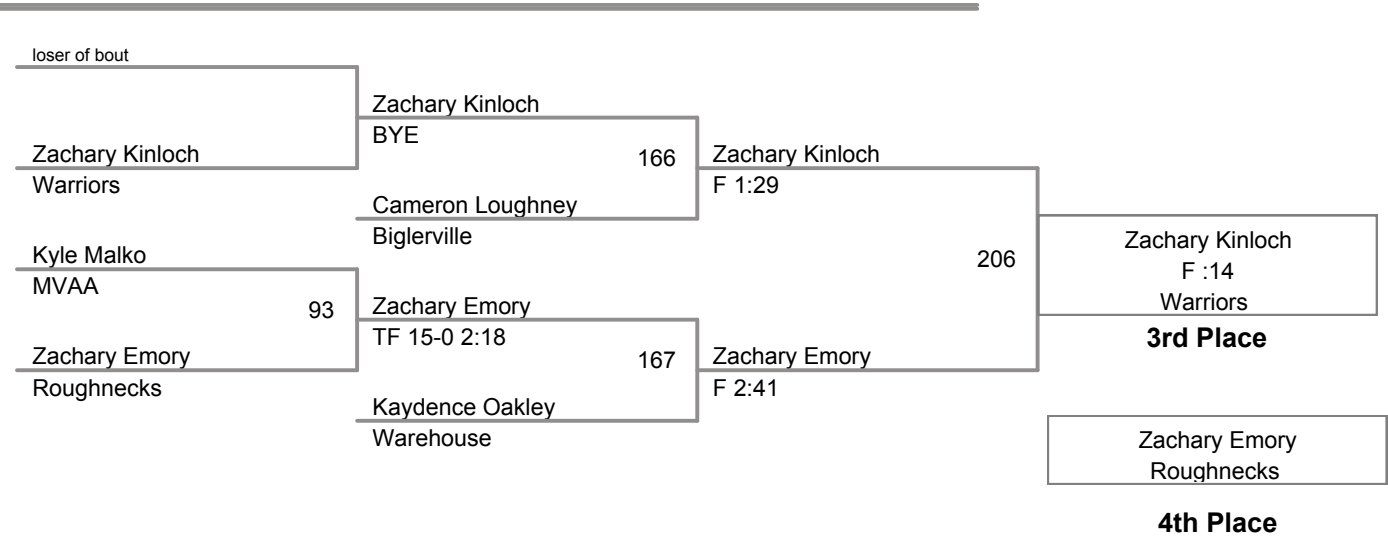 loser of bout
Zachary Kinloch
BYE
Zachary Kinloch
Warriors
166
Zachary Kinloch
F 1:29
Cameron Loughney
Biglerville
Kyle Malko
MVAA
93
Zachary Emory
TF 15-0 2:18
Zachary Emory
Roughnecks
167
Zachary Emory
F 2:41
Kaydence Oakley
Warehouse
206
Zachary Kinloch
F :14
Warriors
3rd Place
Zachary Emory
Roughnecks
4th Place